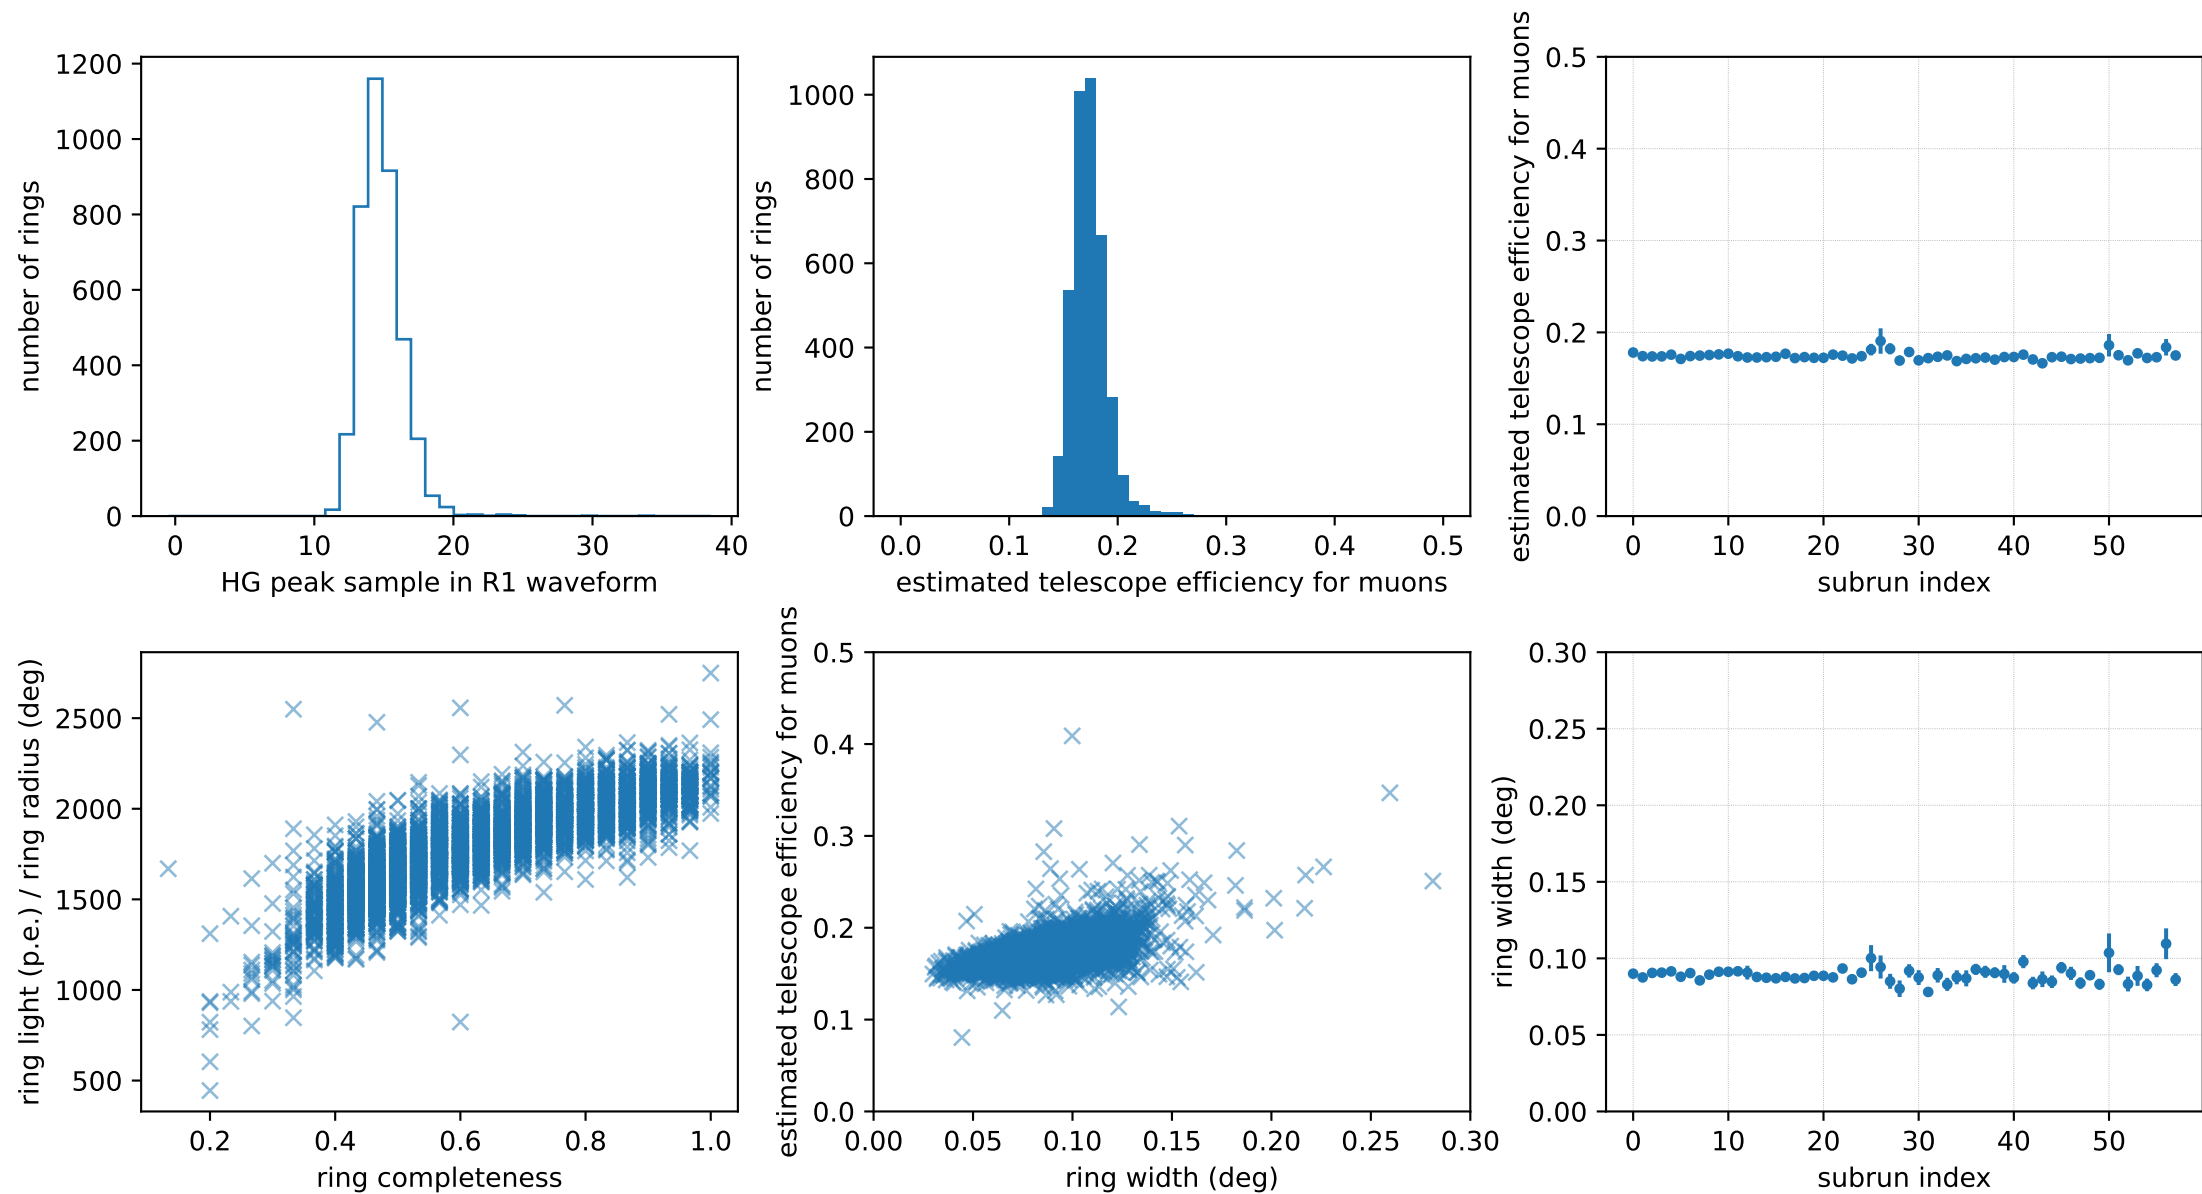 number of rings
1200
1000
800
600
400
200
0
0 10 20 30 40
HG peak sample in R1 waveform
number of rings
1000
800
600
400
200
0
0.0 0.1 0.2 0.3 0.4 0.5
estimated telescope efficiency for muons
estimated telescope efficiency for muons
0.5
0.4
0.3
0.2
0.1
0.0
0 10 20 30 40 50
subrun index
ring light (p.e.) / ring radius (deg)
2500
2000
1500
1000
500
0.2 0.4 0.6 0.8 1.0
ring completeness
estimated telescope efficiency for muons
0.5
0.4
0.3
0.2
0.1
0.0
0.00 0.05 0.10 0.15 0.20 0.25 0.30
ring width (deg)
ring width (deg)
0.30
0.25
0.20
0.15
0.10
0.05
0.00
0 10 20 30 40 50
subrun index